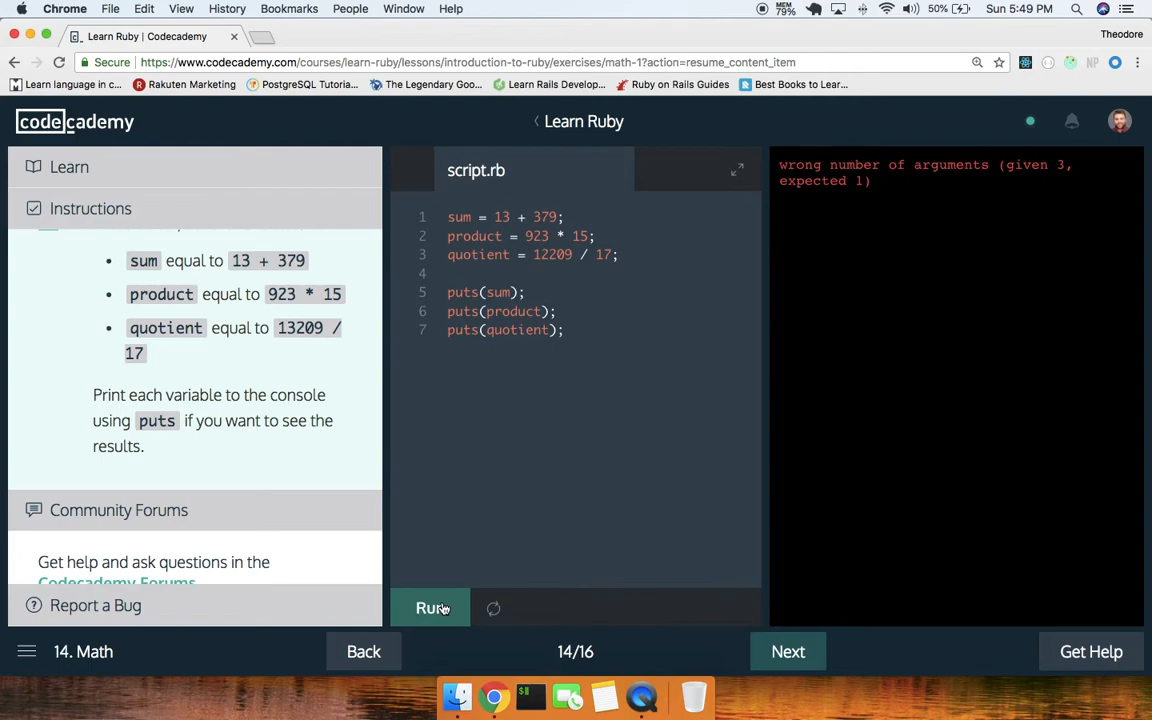 Chrome File Edit View History Bookmarks People Window Help MEM 79% 50% Sun 5:49 PM
Learn Ruby | Codecademy Theodore
Secure https://www.codecademy.com/courses/learn-ruby/lessons/introduction-to-ruby/exercises/math-1?action=resume_content_item NP
Learn language in c... Rakuten Marketing PostgreSQL Tutoria... The Legendary Goo... Learn Rails Develop... Ruby on Rails Guides Best Books to Lear...
codecademy Learn Ruby
Learn
Instructions
sum equal to 13 + 379
product equal to 923 * 15
quotient equal to 13209 /
17
Print each variable to the console
using puts if you want to see the
results.
Community Forums
Get help and ask questions in the
Codecademy Forums
Report a Bug
script.rb
1 sum = 13 + 379;
2 product = 923 * 15;
3 quotient = 12209 / 17;
4
5 puts(sum);
6 puts(product);
7 puts(quotient);
Run
wrong number of arguments (given 3,
expected 1)
14. Math Back 14/16 Next Get Help